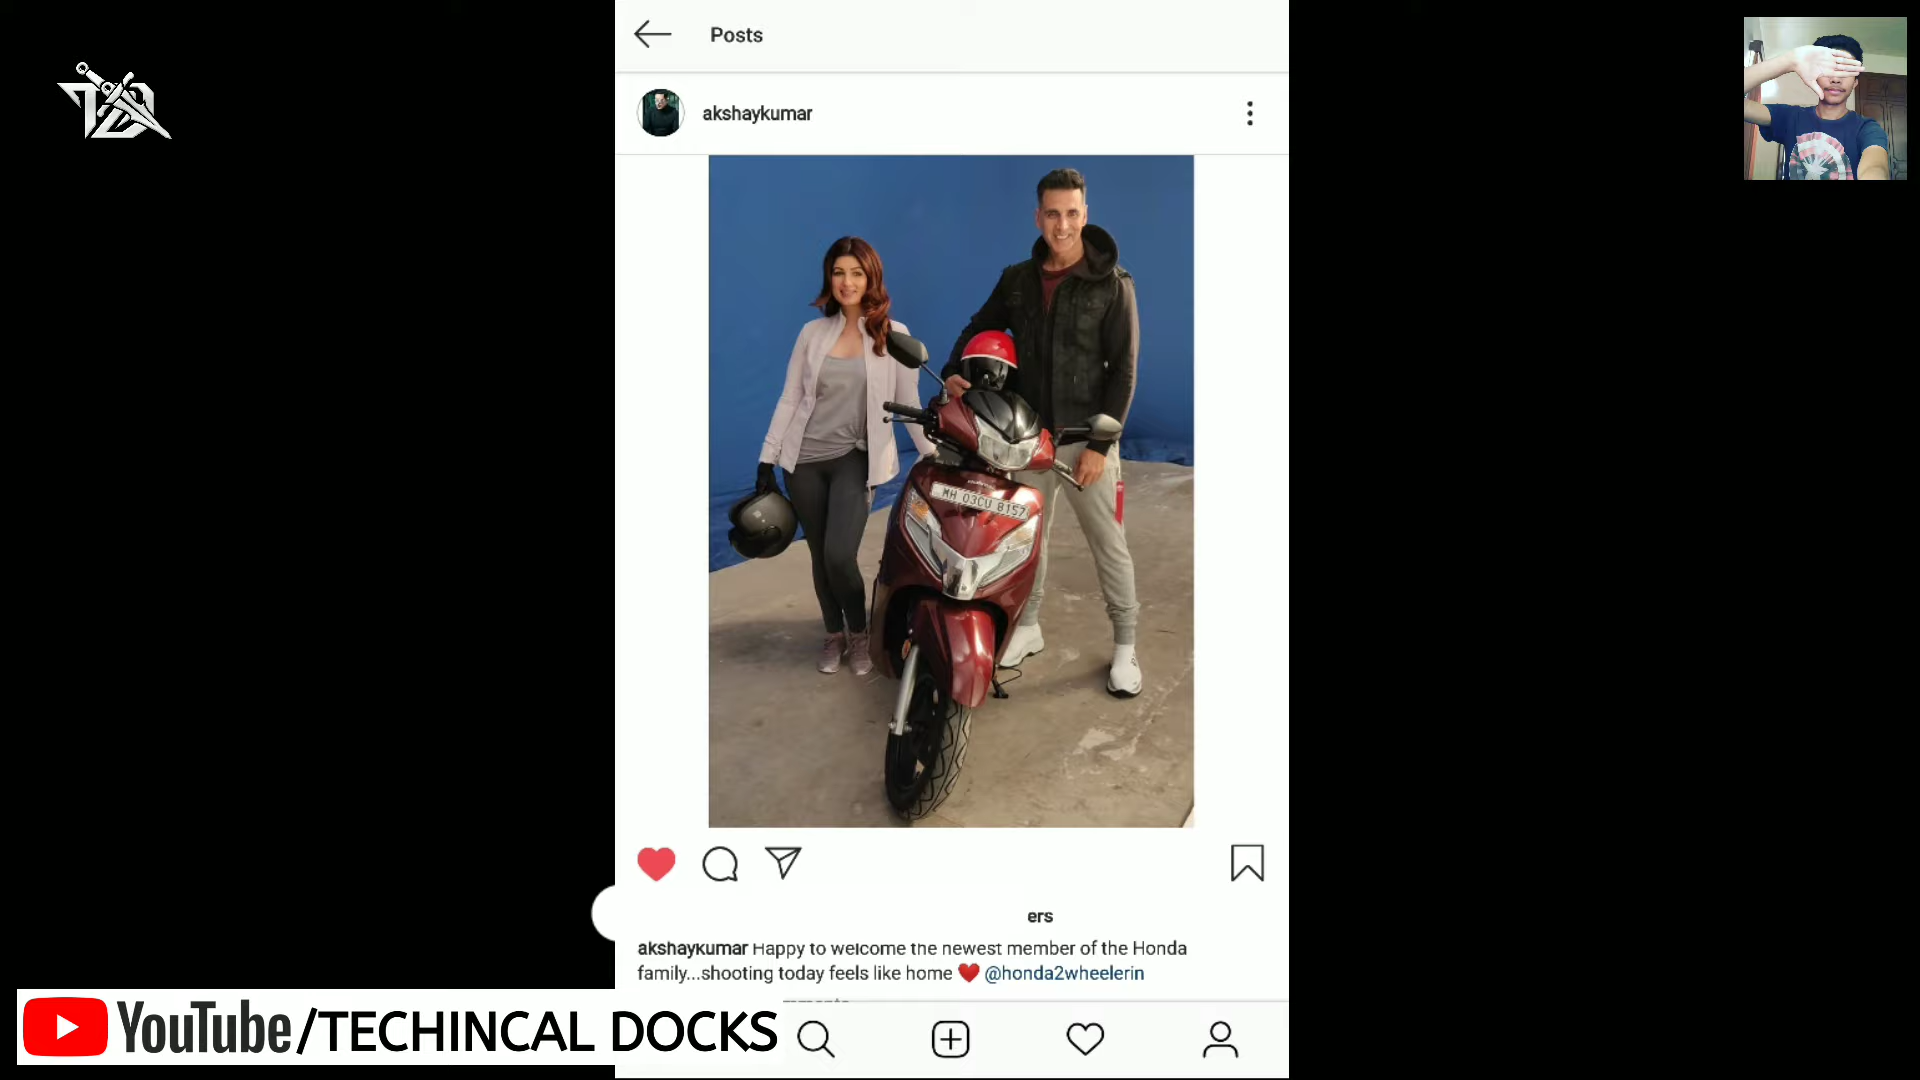 Posts
akshaykumar
MH 03CU 8157
ers
akshaykumar Happy to welcome the newest member of the Honda
family...shooting today feels like home ❤️ @honda2wheelerin
YouTube/TECHINCAL DOCKS